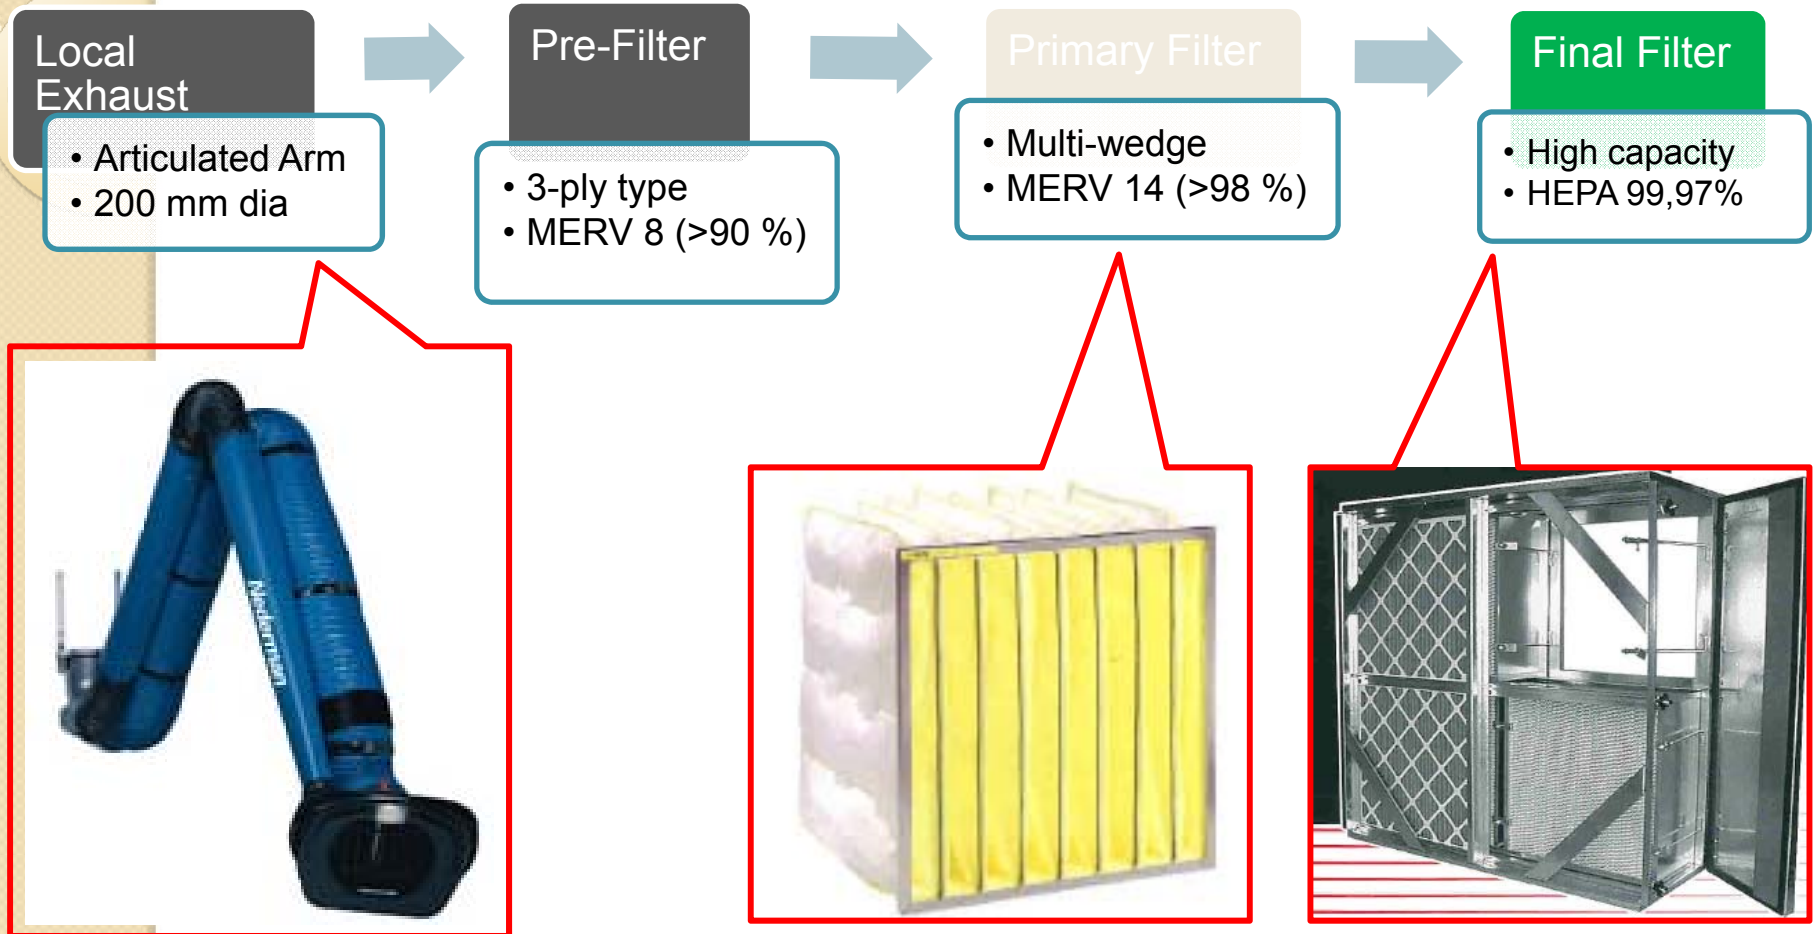 Local
Exhaust
• Articulated Arm
• 200 mm dia
Pre-Filter
• 3-ply type
• MERV 8 (>90 %)
Primary Filter
• Multi-wedge
• MERV 14 (>98 %)
Final Filter
• High capacity
• HEPA 99,97%
Nederman